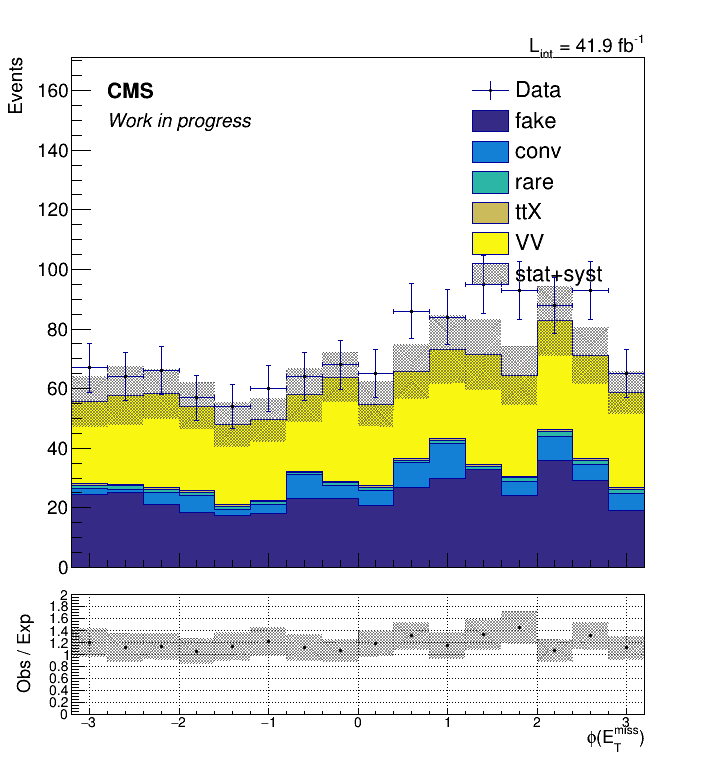 L_int = 41.9 fb^-1
Events
CMS
Work in progress
Data
fake
conv
rare
ttX
VV
stat+syst
160
140
120
100
80
60
40
20
0
Obs / Exp
2
1.8
1.6
1.4
1.2
1
0.8
0.6
0.4
0.2
0
−3 −2 −1 0 1 2 3
ϕ(E_T^miss)